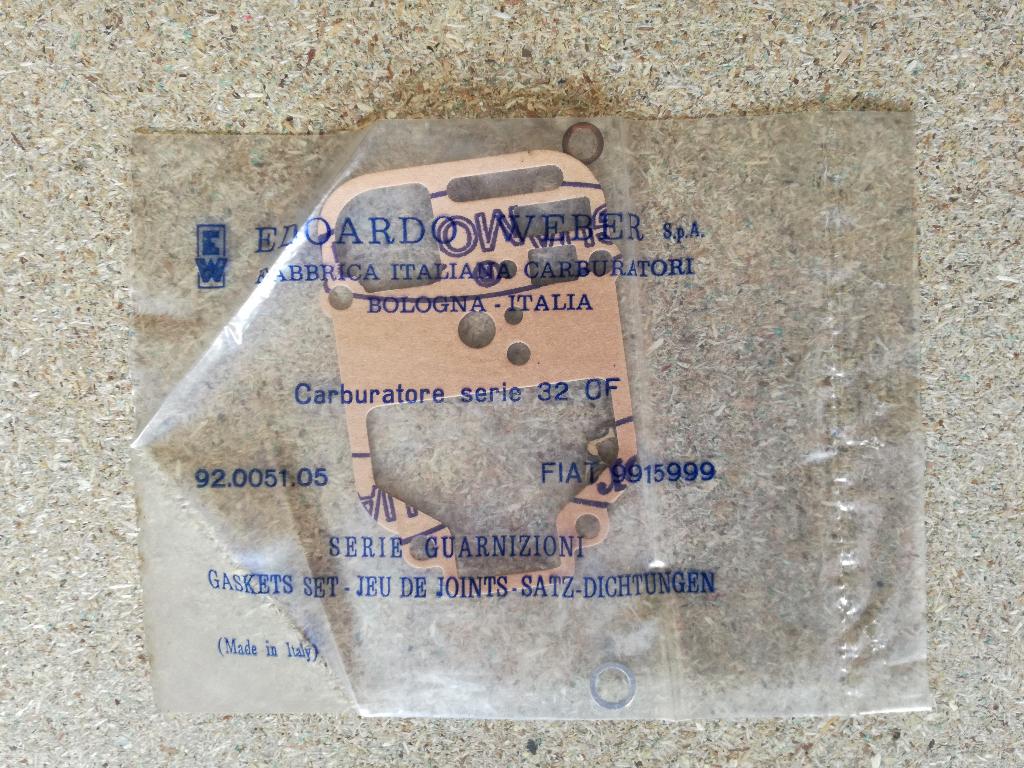 EW
EDOARDO WEBER S.p.A.
FABBRICA ITALIANA CARBURATORI
BOLOGNA - ITALIA
Carburatore serie 32 OF
92.0051.05 FIAT 9915999
SERIE GUARNIZIONI
GASKETS SET - JEU DE JOINTS - SATZ-DICHTUNGEN
(Made in Italy)